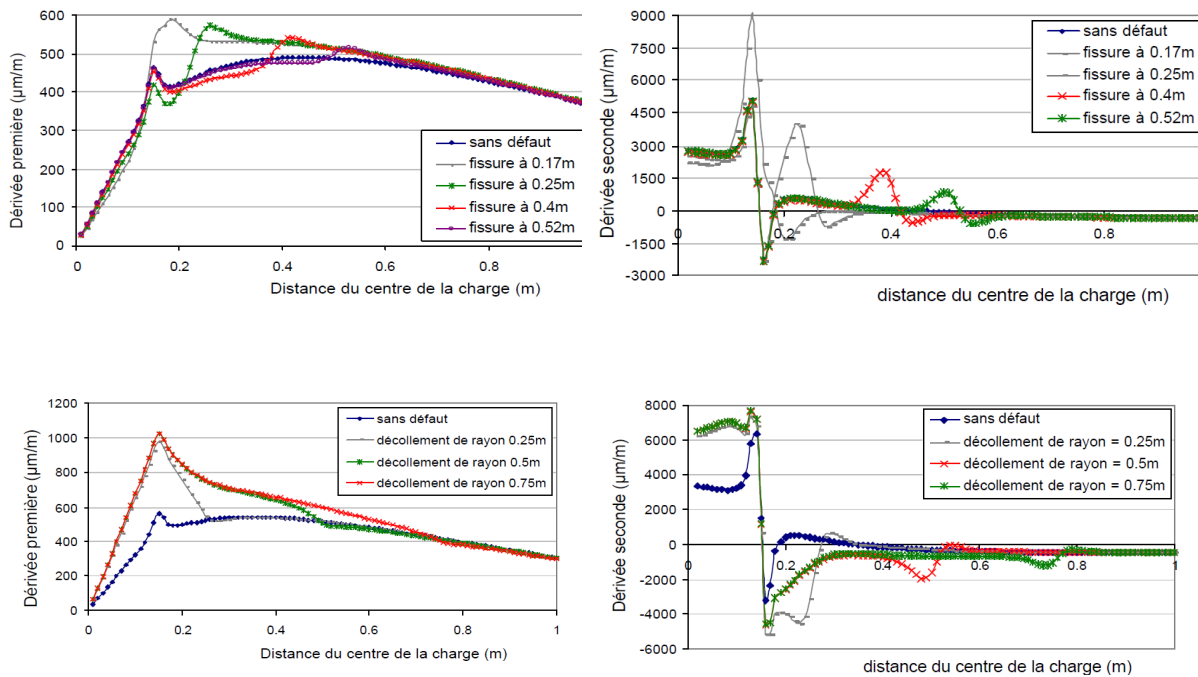 600
500
400
300
200
100
0
0
0.2
0.4
0.6
0.8
Dérivée première (µm/m)
Distance du centre de la charge (m)
sans défaut
fissure à 0.17m
fissure à 0.25m
fissure à 0.4m
fissure à 0.52m
9000
7500
6000
4500
3000
1500
0
-1500
-3000
0
0.2
0.4
0.6
0.8
Dérivée seconde (µm/m)
distance du centre de la charge (m)
sans défaut
fissure à 0.17m
fissure à 0.25m
fissure à 0.4m
fissure à 0.52m
1200
1000
800
600
400
200
0
0
0.2
0.4
0.6
0.8
1
Dérivée première (µm/m)
Distance du centre de la charge (m)
sans défaut
décollement de rayon 0.25m
décollement de rayon 0.5m
décollement de rayon 0.75m
8000
6000
4000
2000
0
-2000
-4000
-6000
0
0.2
0.4
0.6
0.8
1
Dérivée seconde (µm/m)
distance du centre de la charge (m)
sans défaut
décollement de rayon = 0.25m
décollement de rayon = 0.5m
décollement de rayon = 0.75m